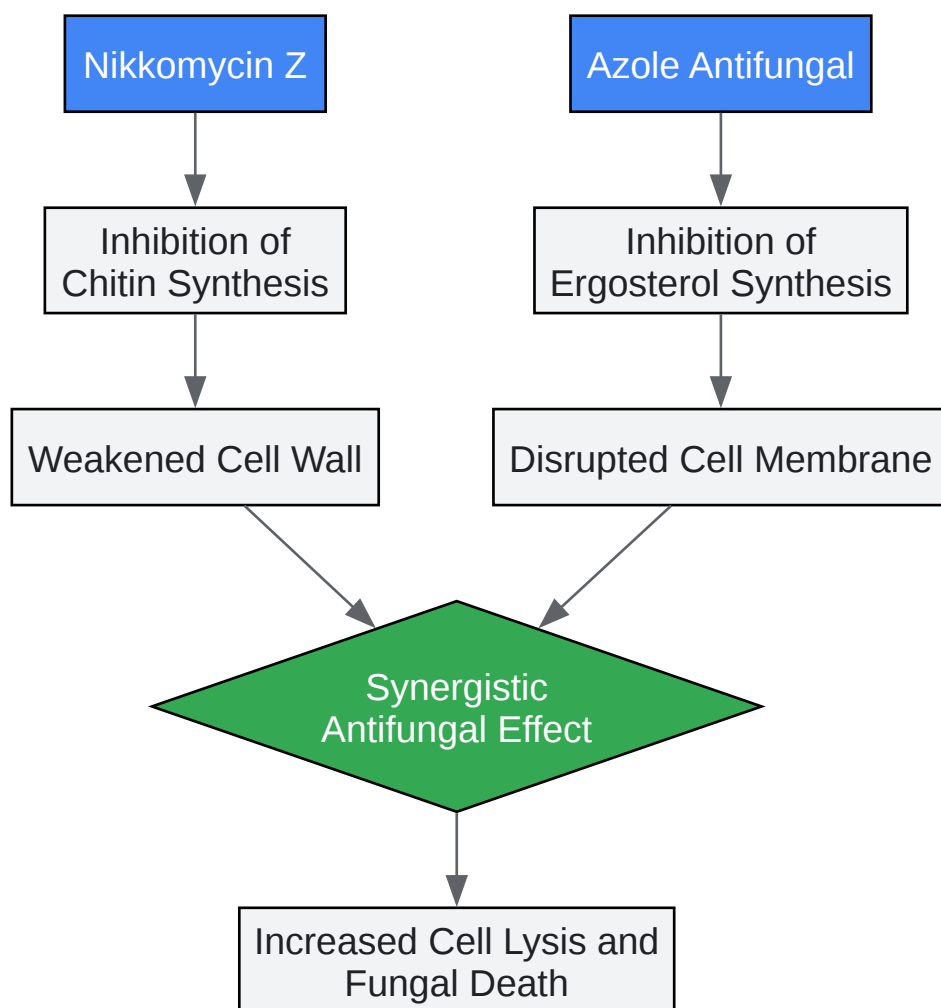 Nikkomycin Z
Azole Antifungal
Inhibition of
Chitin Synthesis
Inhibition of
Ergosterol Synthesis
Weakened Cell Wall
Disrupted Cell Membrane
Synergistic
Antifungal Effect
Increased Cell Lysis and
Fungal Death